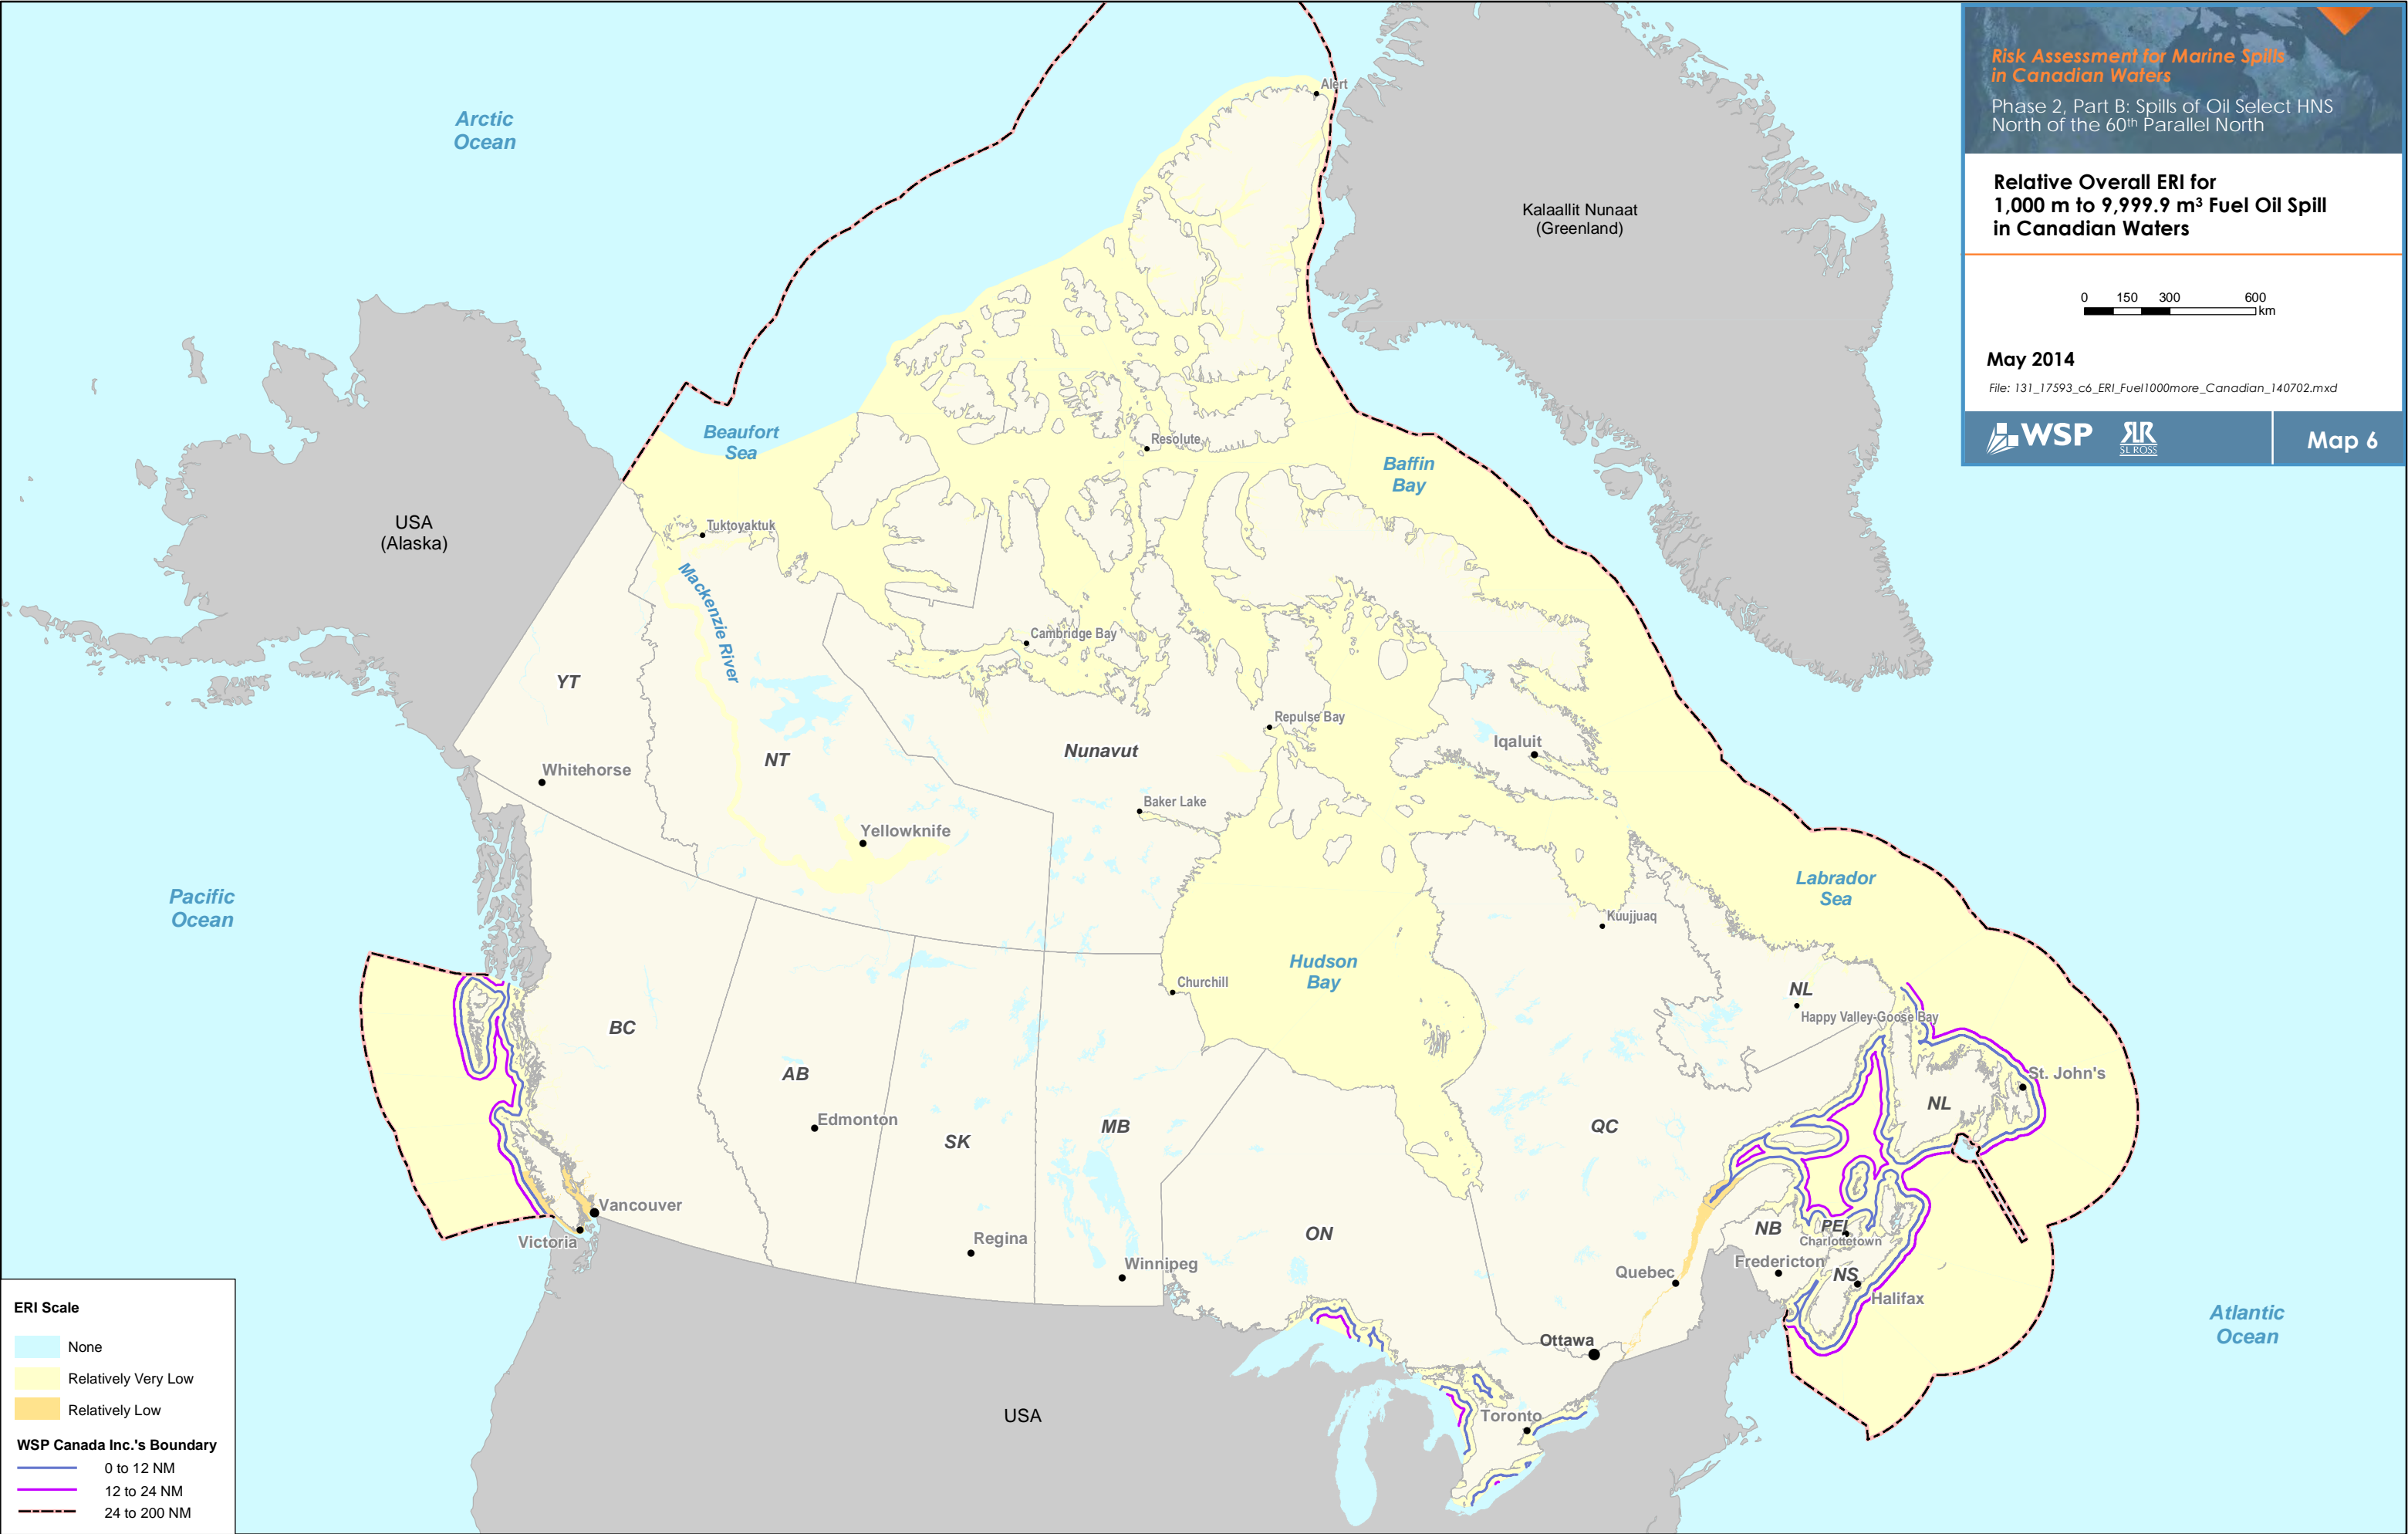 Risk Assessment for Marine Spills
in Canadian Waters
Phase 2, Part B: Spills of Oil Select HNS
North of the 60th Parallel North
Relative Overall ERI for
1,000 m to 9,999.9 m³ Fuel Oil Spill
in Canadian Waters
0 150 300 600
km
May 2014
File: 131_17593_c6_ERI_Fuel1000more_Canadian_140702.mxd
WSP
SL ROSS
Map 6
Alert
Arctic
Ocean
Kalaallit Nunaat
(Greenland)
Beaufort
Sea
Resolute
Baffin
Bay
USA
(Alaska)
Tuktoyaktuk
Mackenzie River
Cambridge Bay
YT
Repulse Bay
Iqaluit
Nunavut
NT
Whitehorse
Baker Lake
Yellowknife
Labrador
Sea
Pacific
Ocean
Kuujjuaq
Hudson
Bay
Churchill
NL
Happy Valley-Goose Bay
BC
AB
St. John's
NL
Edmonton
SK
MB
QC
Vancouver
Victoria
Regina
Winnipeg
ON
NB
PEI
Charlottetown
Fredericton
Quebec
NS
Halifax
Atlantic
Ocean
Ottawa
USA
Toronto
ERI Scale
None
Relatively Very Low
Relatively Low
WSP Canada Inc.'s Boundary
0 to 12 NM
12 to 24 NM
24 to 200 NM